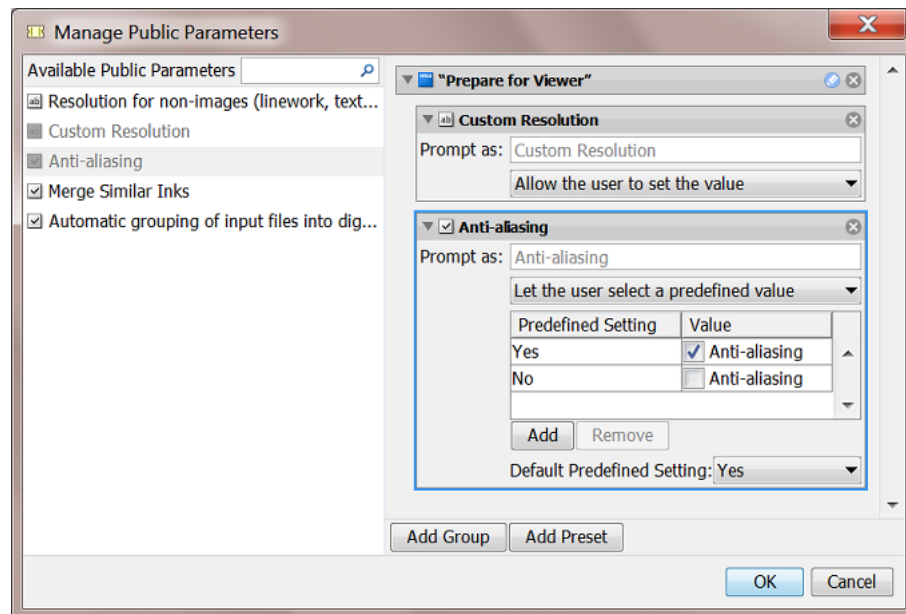 Manage Public Parameters
Available Public Parameters
Resolution for non-images (linework, text...
Custom Resolution
Anti-aliasing
Merge Similar Inks
Automatic grouping of input files into dig...
"Prepare for Viewer"
Custom Resolution
Prompt as: Custom Resolution
Allow the user to set the value
Anti-aliasing
Prompt as: Anti-aliasing
Let the user select a predefined value
Predefined Setting Value
Yes Anti-aliasing
No Anti-aliasing
Add Remove
Default Predefined Setting: Yes
Add Group Add Preset
OK Cancel